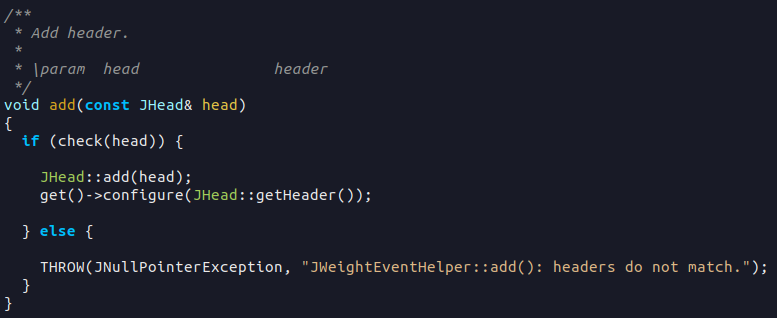 /**
 * Add header.
 *
 * \param  head                header
 */
void add(const JHead& head)
{
  if (check(head)) {

    JHead::add(head);
    get()->configure(JHead::getHeader());

  } else {

    THROW(JNullPointerException, "JWeightEventHelper::add(): headers do not match.");
  }
}